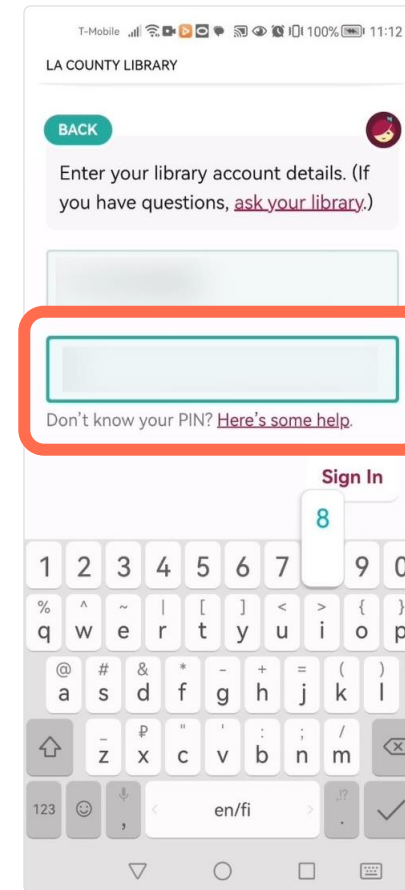 T-Mobile 100% 11:12
LA COUNTY LIBRARY
BACK
Enter your library account details. (If
you have questions, ask your library.)
Don't know your PIN? Here's some help.
Sign In
8
1 2 3 4 5 6 7 9 0
% ^ ~ | [ ] < > { }
q w e r t y u i o p
@ # & * - + = ( )
a s d f g h j k l
_ ₽ " ' : ; /
z x c v b n m
123 , < en/fi > ,!? .